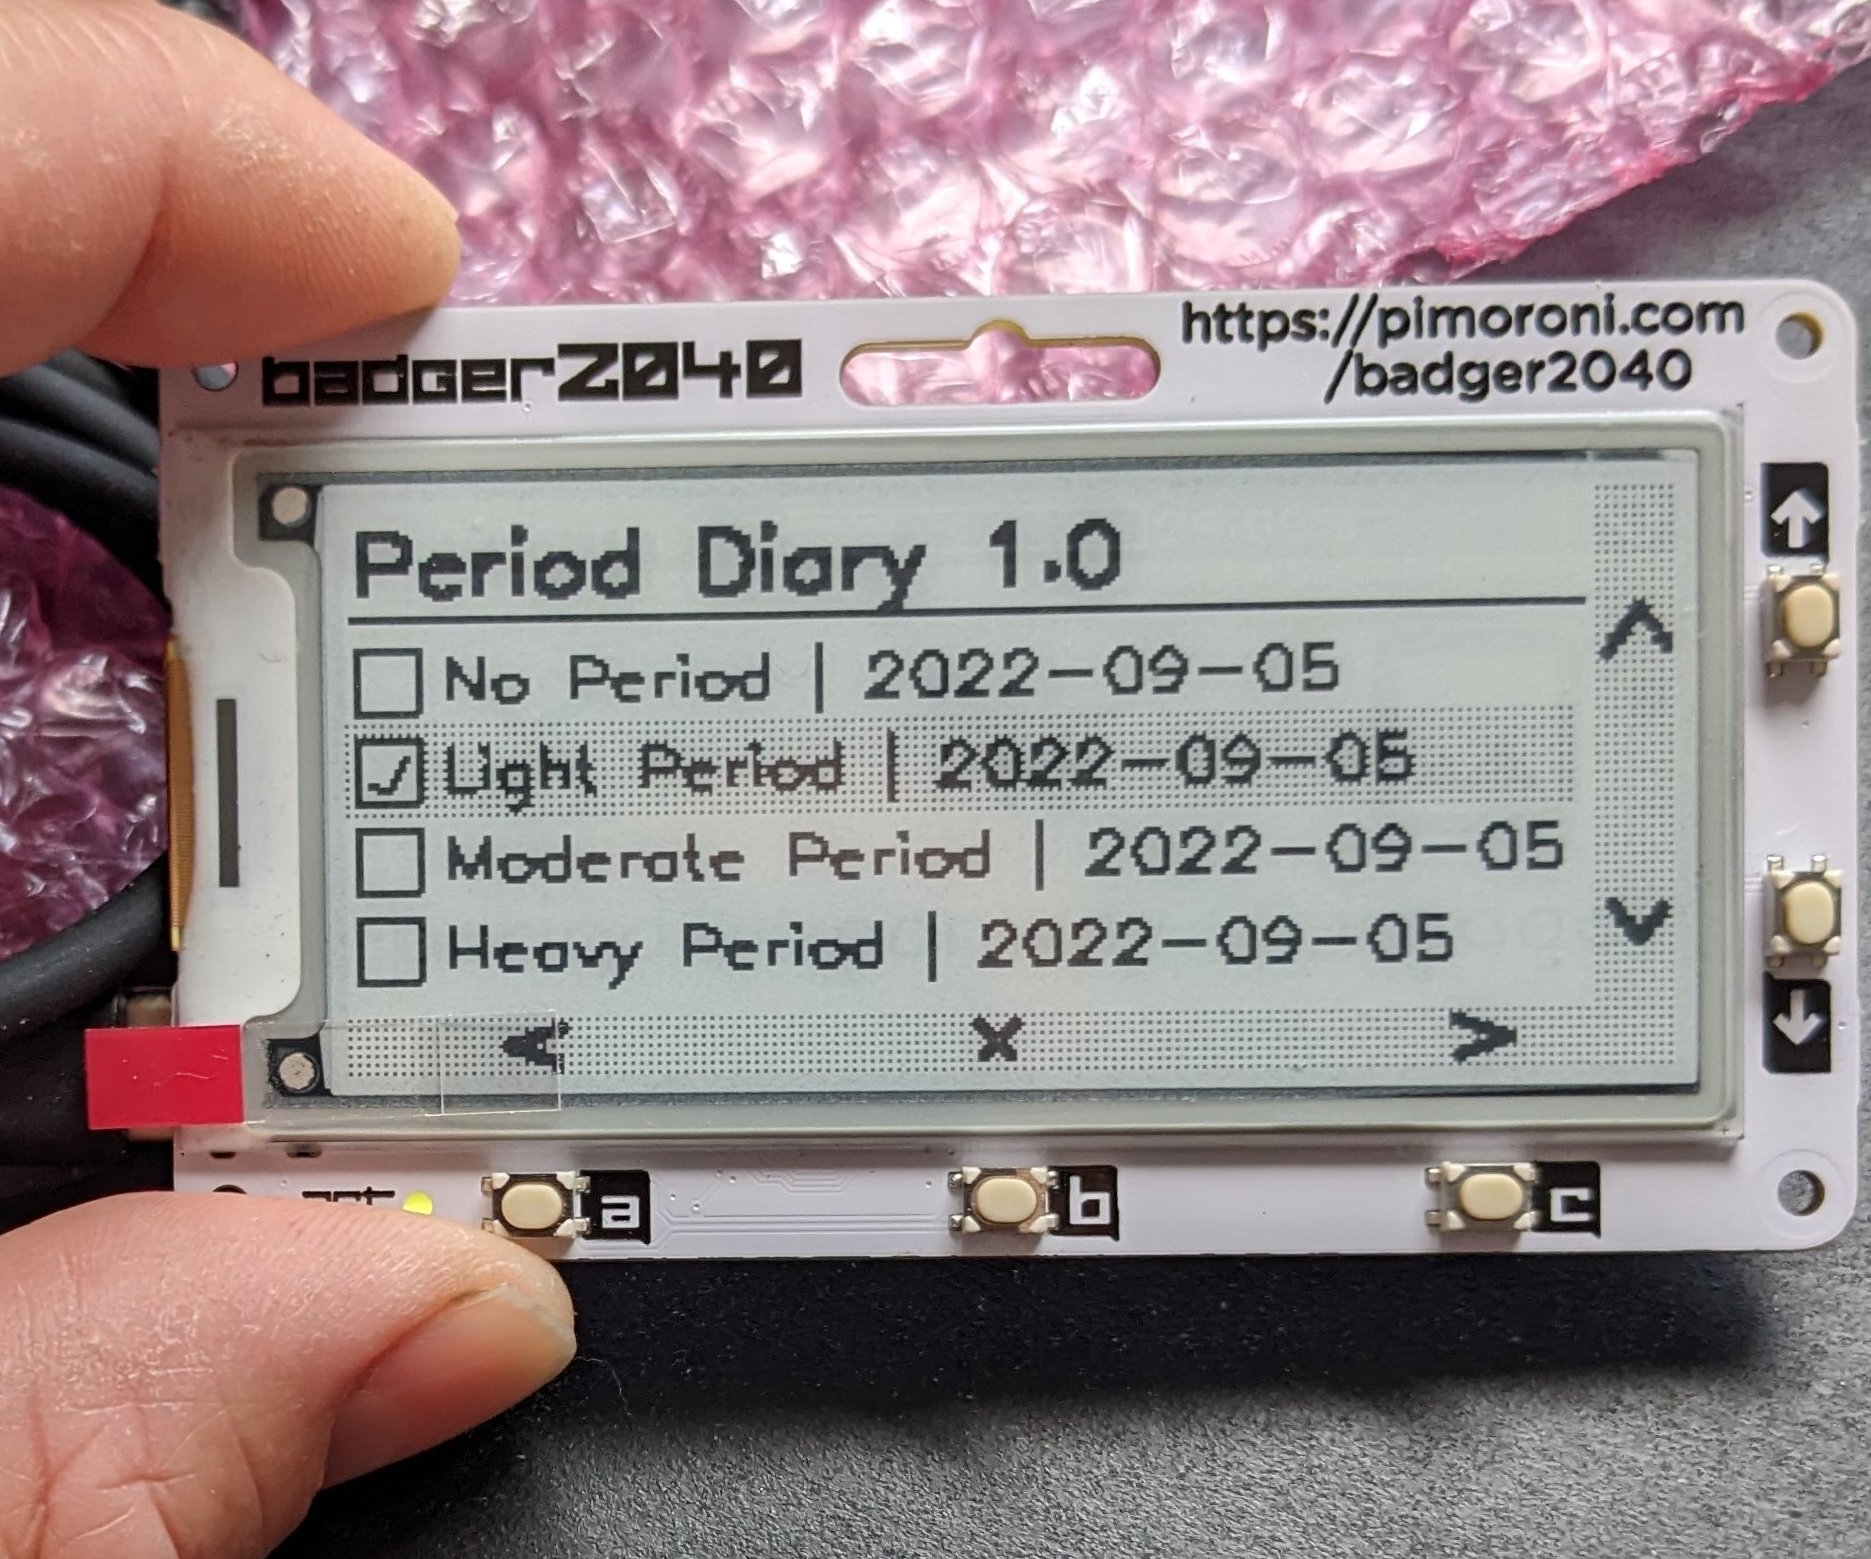 badger2040
https://pimoroni.com
/badger2040
Period Diary 1.0
No Period | 2022-09-05
Light Period | 2022-09-05
Moderate Period | 2022-09-05
Heavy Period | 2022-09-05
< x >
a b c